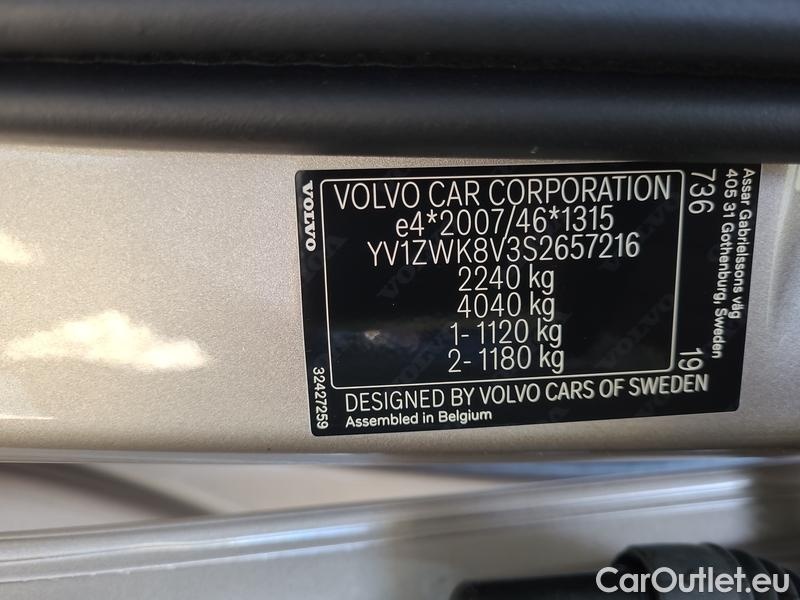 VOLVO
VOLVO CAR CORPORATION
e4*2007/46*1315
YV1ZWK8V3S2657216
2240 kg
4040 kg
1- 1120 kg
2- 1180 kg
DESIGNED BY VOLVO CARS OF SWEDEN
Assembled in Belgium
32427259
736
19
Assar Gabrielssons väg
405 31 Gothenburg, Sweden
CarOutlet.eu